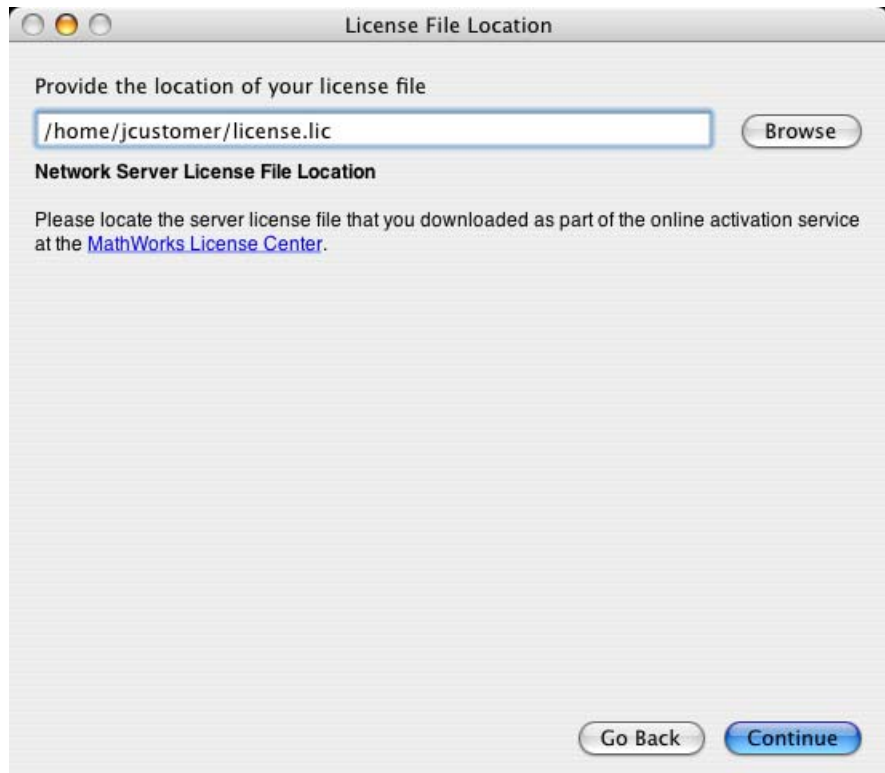 License File Location
Provide the location of your license file
/home/jcustomer/license.lic
Browse
Network Server License File Location
Please locate the server license file that you downloaded as part of the online activation service
at the MathWorks License Center.
Go Back
Continue